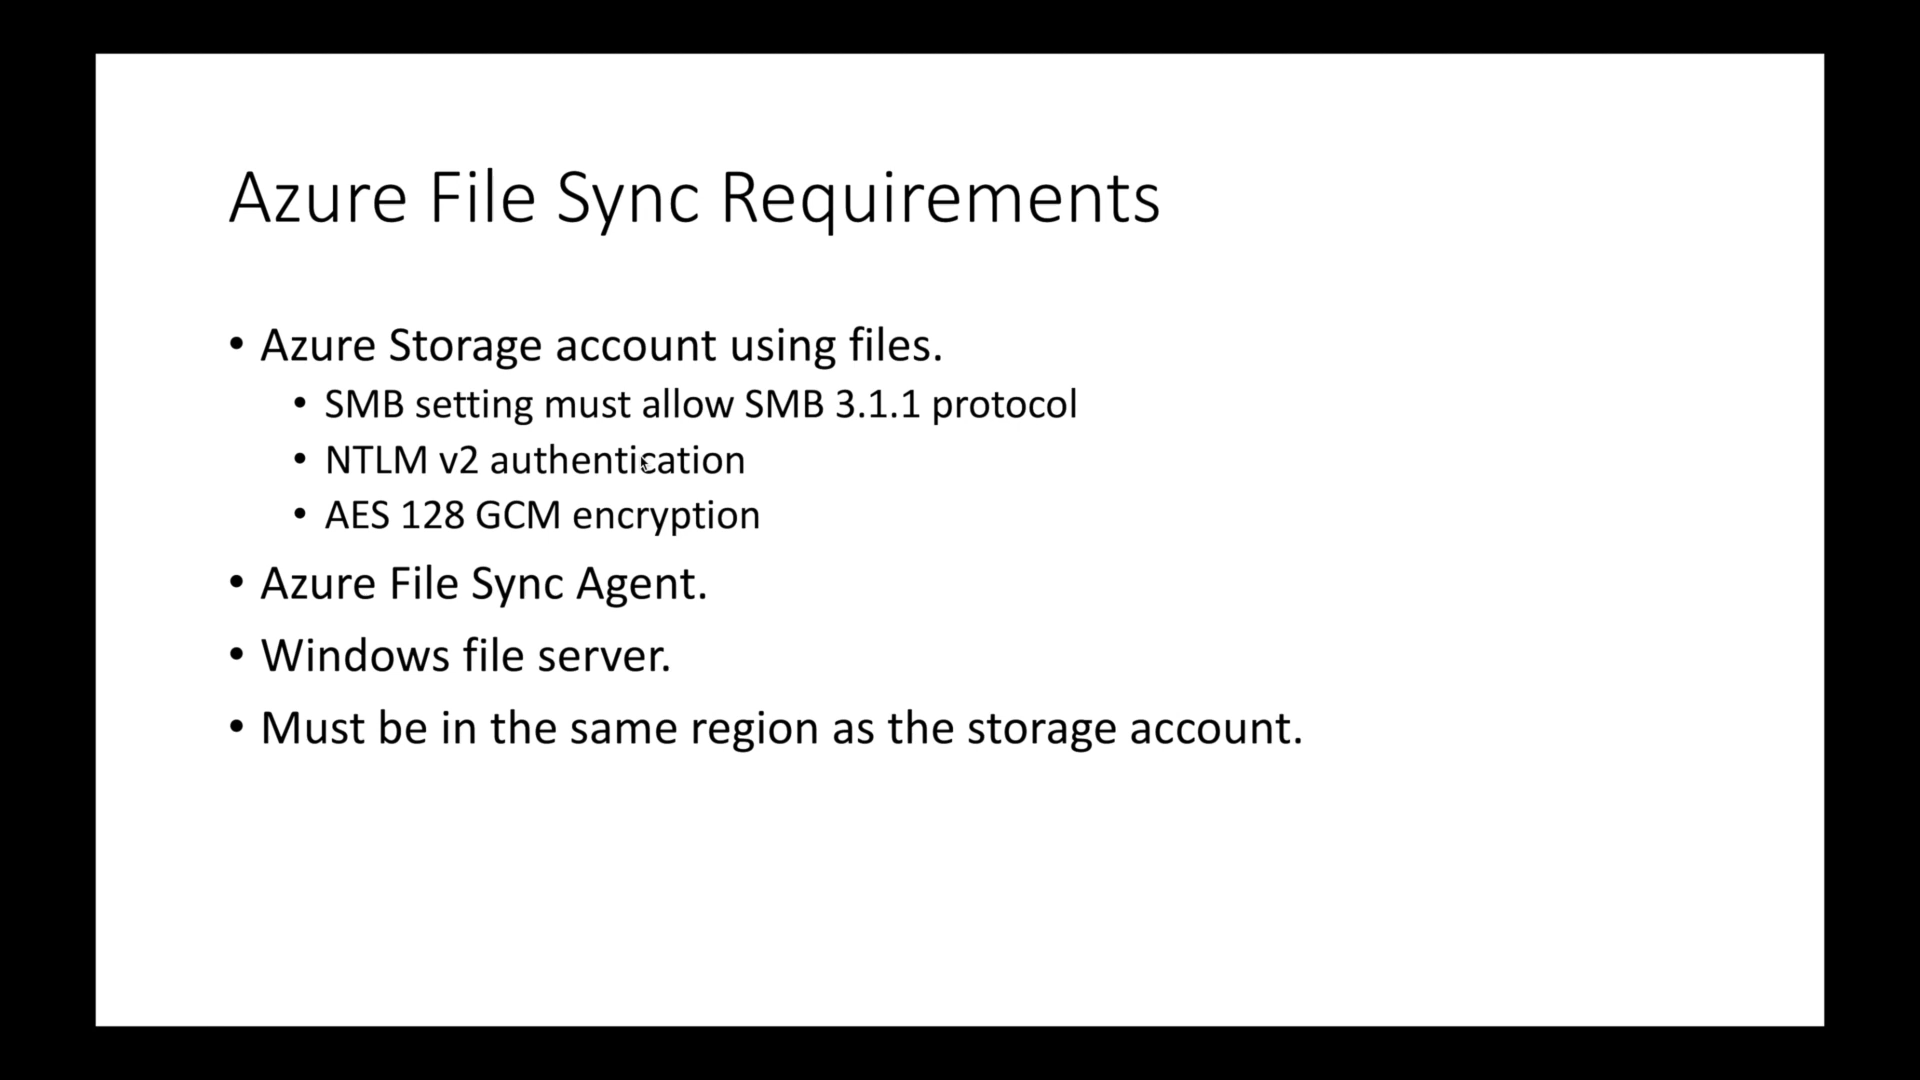 Azure File Sync Requirements
• Azure Storage account using files.
• SMB setting must allow SMB 3.1.1 protocol
• NTLM v2 authentication
• AES 128 GCM encryption
• Azure File Sync Agent.
• Windows file server.
• Must be in the same region as the storage account.